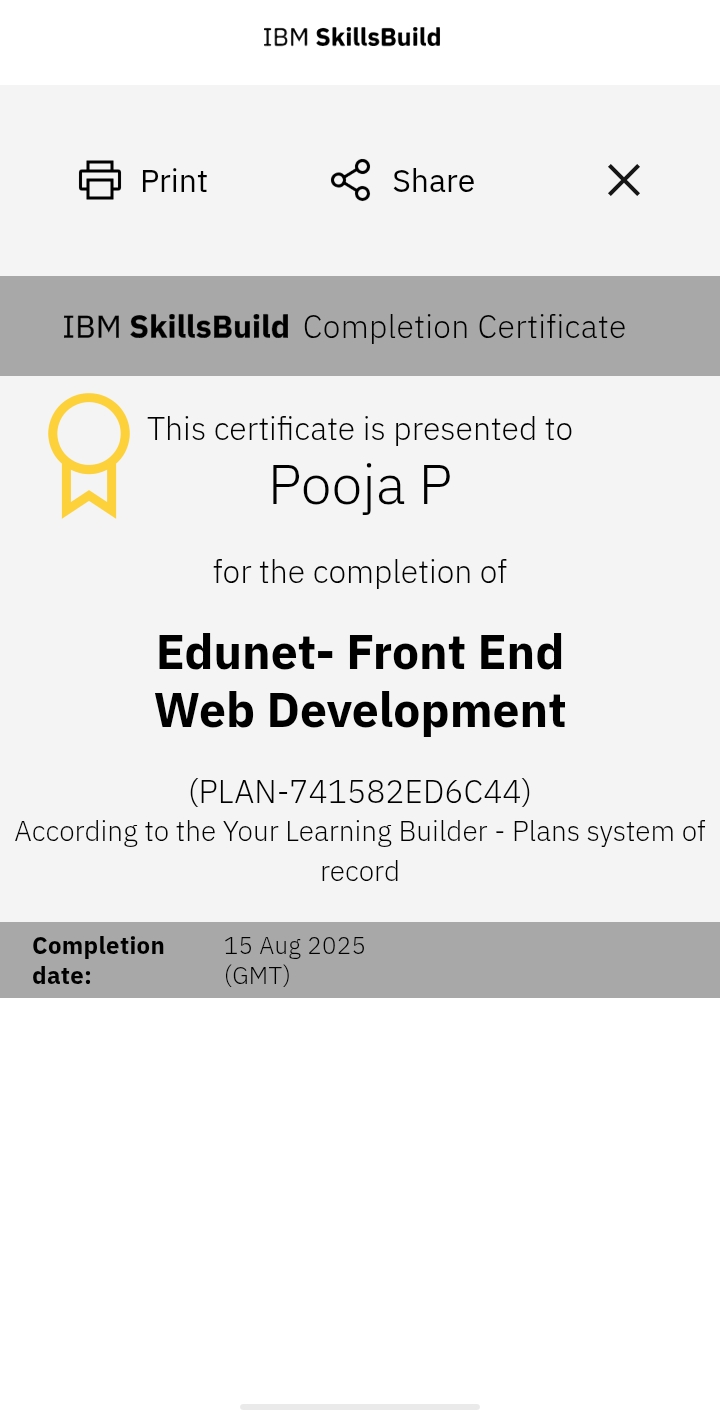 IBM SkillsBuild
Print
Share
IBM SkillsBuild Completion Certificate
This certificate is presented to
Pooja P
for the completion of
Edunet- Front End
Web Development
(PLAN-741582ED6C44)
According to the Your Learning Builder - Plans system of
record
Completion 15 Aug 2025
date: (GMT)